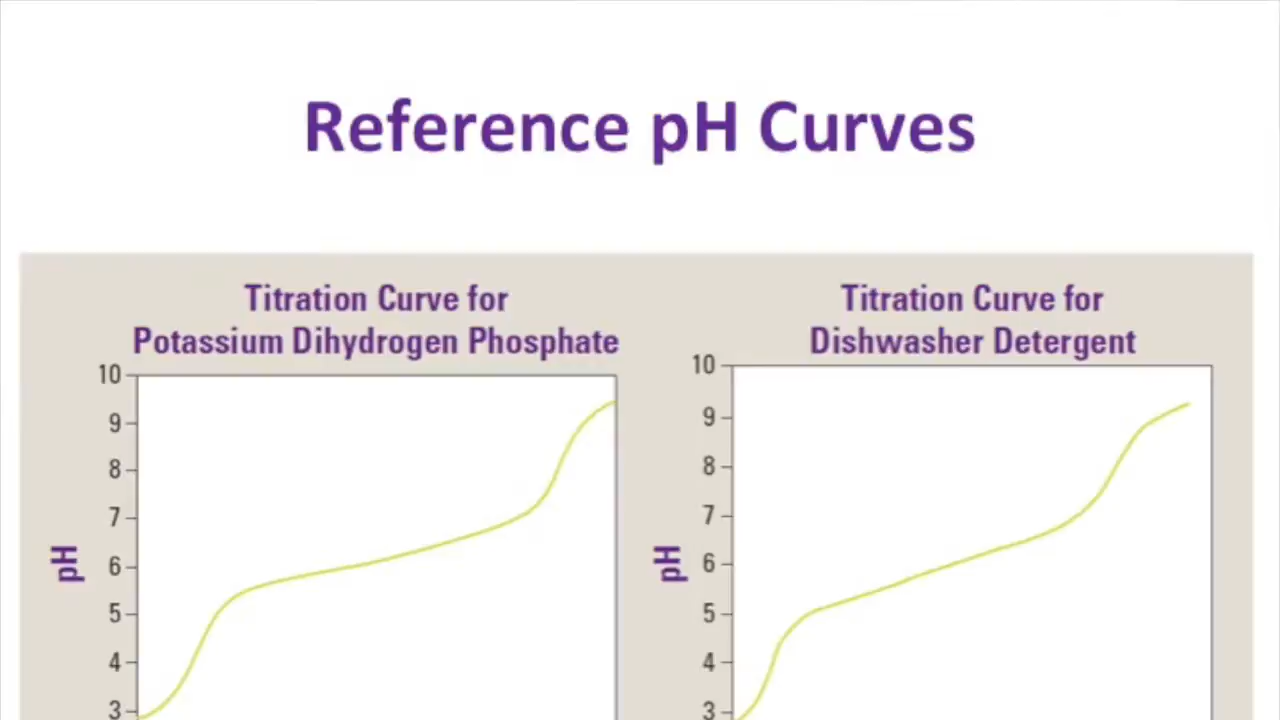 Reference pH Curves
Titration Curve for
Potassium Dihydrogen Phosphate
10
9
8
7
6
5
4
3
pH
Titration Curve for
Dishwasher Detergent
10
9
8
7
6
5
4
3
pH